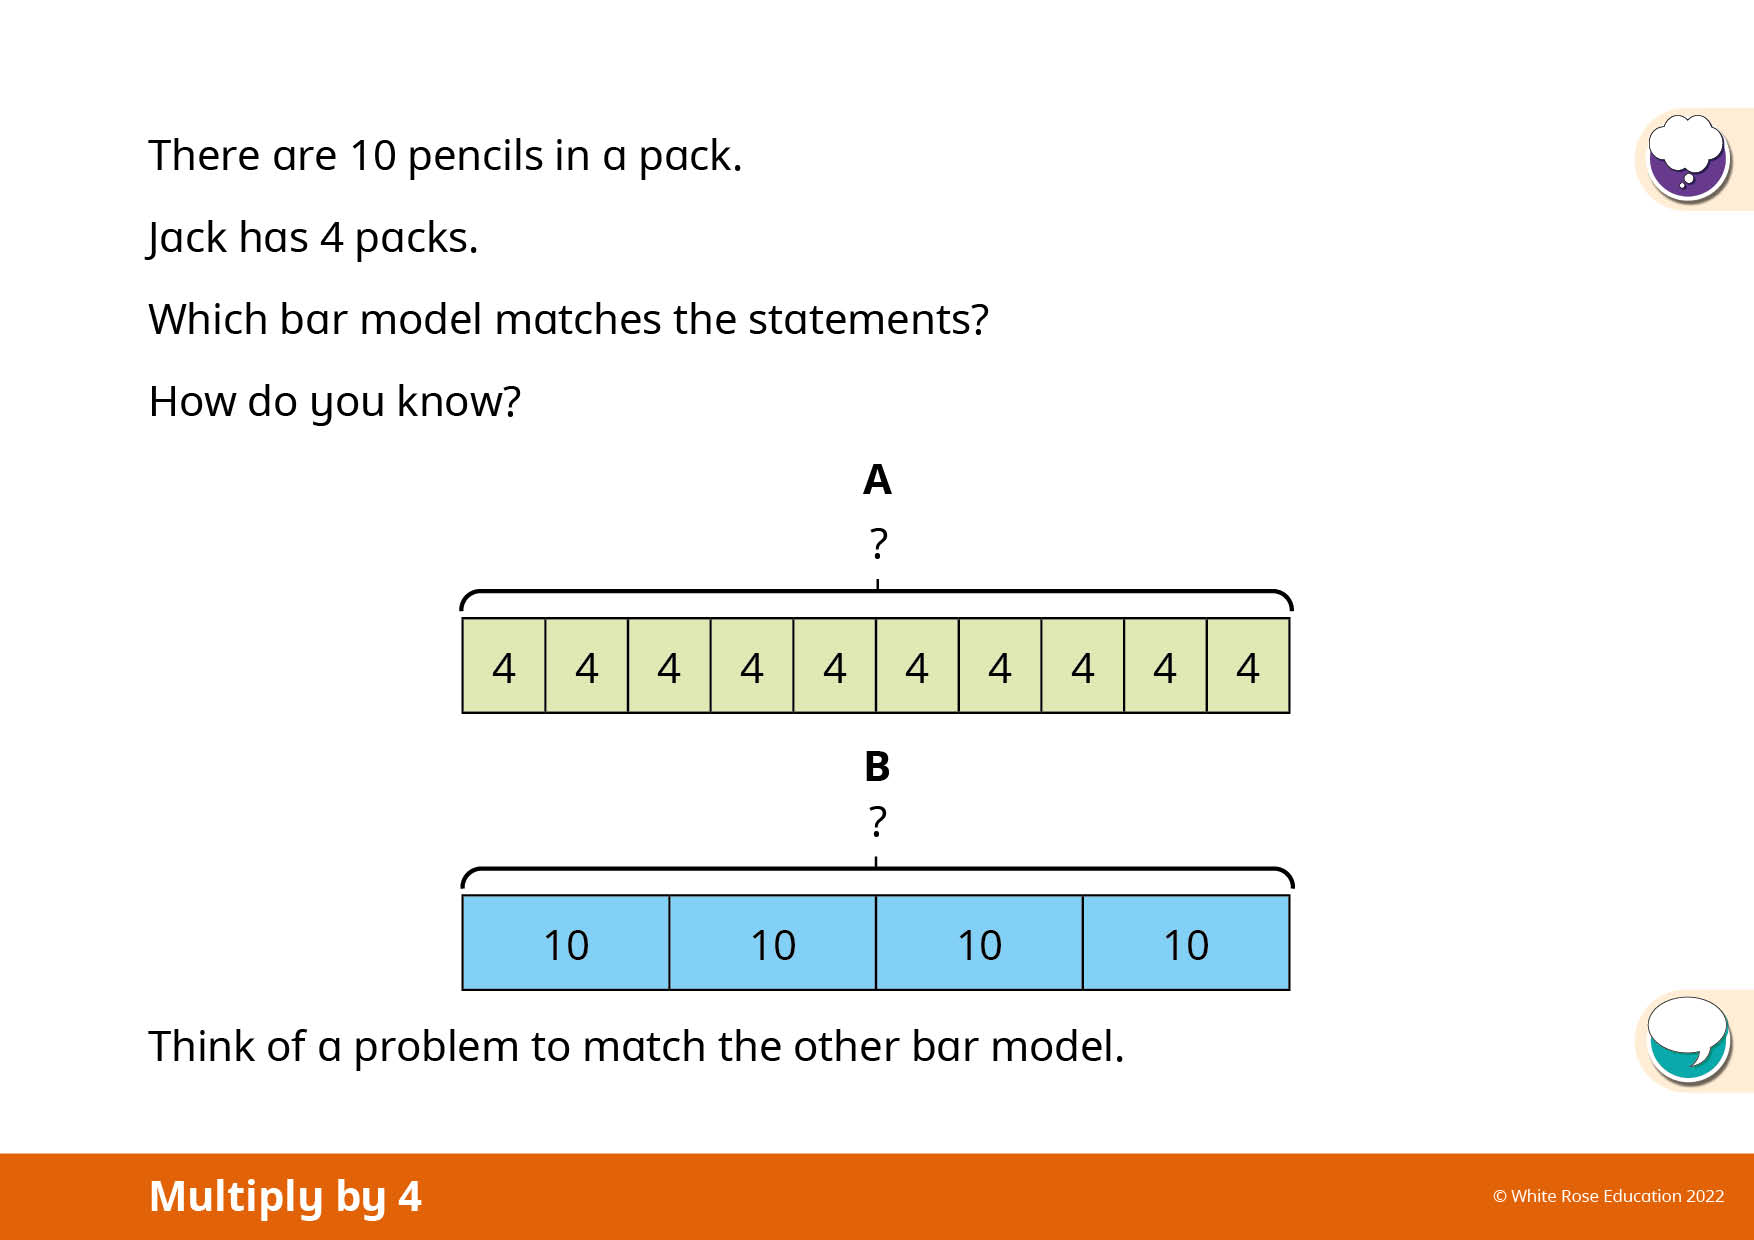 There are 10 pencils in a pack.
Jack has 4 packs.
Which bar model matches the statements?
How do you know?
A
?
4 4 4 4 4 4 4 4 4 4
B
?
10 10 10 10
Think of a problem to match the other bar model.
Multiply by 4
© White Rose Education 2022